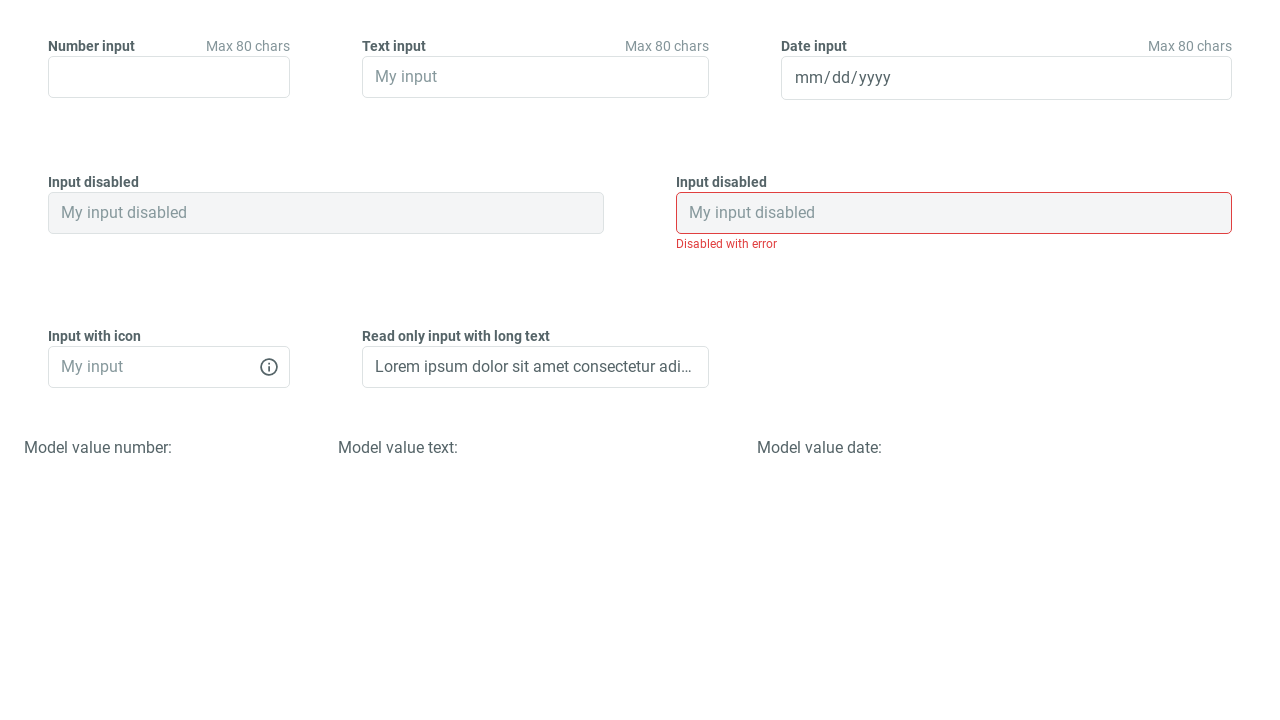 Number input Max 80 chars
Text input Max 80 chars
Date input Max 80 chars
My input
mm/dd/yyyy
Input disabled
Input disabled
My input disabled
My input disabled
Disabled with error
Input with icon
Read only input with long text
My input
Lorem ipsum dolor sit amet consectetur adi...
Model value number:
Model value text:
Model value date: